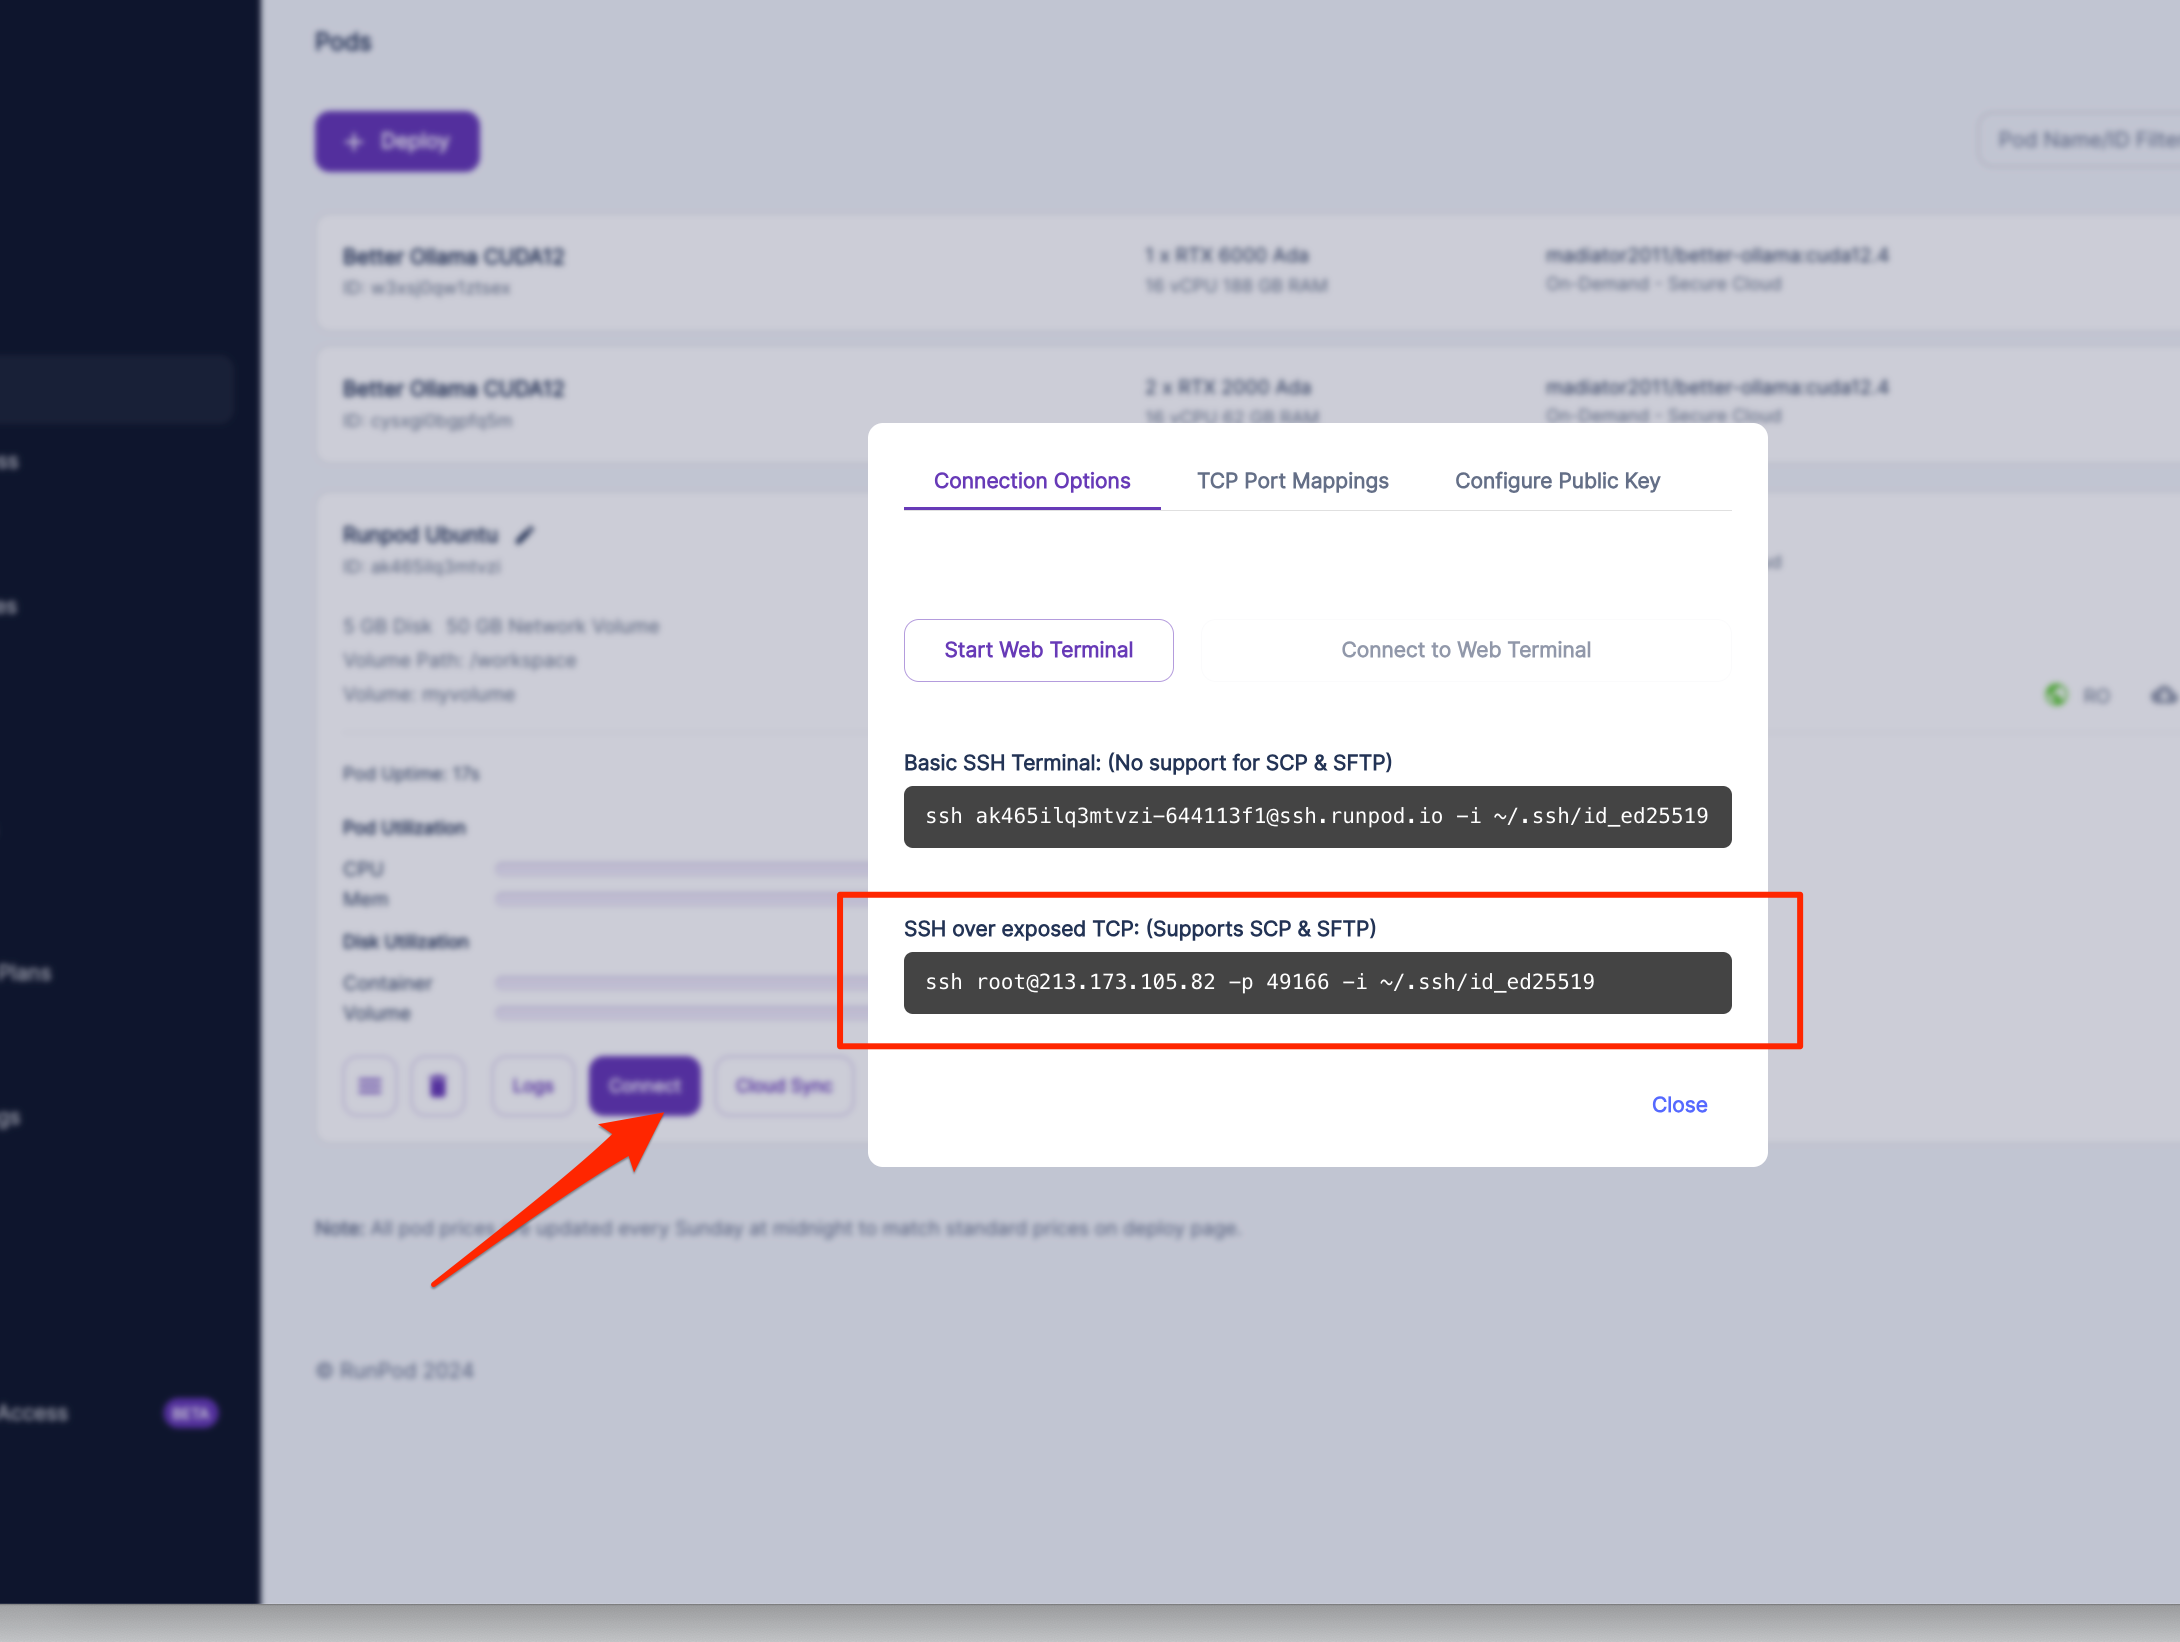 Pods
+ Deploy
Pod Name/ID Filte
Better Ollama CUDA12
1 x RTX 6000 Ada
madiator2011/better-ollama:cuda12.4
ID:
16 vCPU 188 GB RAM
On-Demand - Secure Cloud
Better Ollama CUDA12
2 x RTX 2000 Ada
madiator2011/better-ollama:cuda12.4
ID:
16 vCPU 62 GB RAM
On-Demand - Secure Cloud
ss
es
Plans
gs
Access
BETA
Runpod Ubuntu
ID: ak465ilq3mtvzi
5 GB Disk 50 GB Network Volume
Volume Path: /workspace
Volume: myvolume
RO
Pod Uptime: 17s
Pod Utilization
CPU
Mem
Disk Utilization
Container
Volume
Logs
Connect
Cloud Sync
Connection Options
TCP Port Mappings
Configure Public Key
Start Web Terminal
Connect to Web Terminal
Basic SSH Terminal: (No support for SCP & SFTP)
ssh ak465ilq3mtvzi-644113f1@ssh.runpod.io -i ~/.ssh/id_ed25519
SSH over exposed TCP: (Supports SCP & SFTP)
ssh root@213.173.105.82 -p 49166 -i ~/.ssh/id_ed25519
Close
Note: All pod prices updated every Sunday at midnight to match standard prices on deploy page.
© RunPod 2024